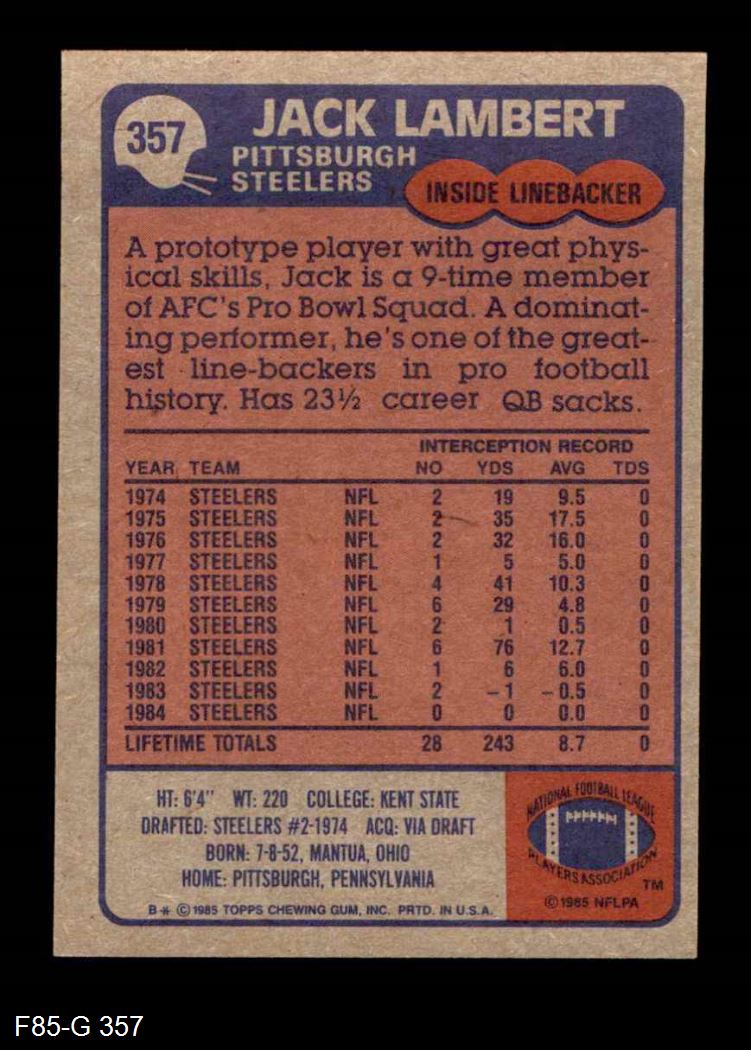 357
JACK LAMBERT
PITTSBURGH
STEELERS
INSIDE LINEBACKER
A prototype player with great phys-
ical skills, Jack is a 9-time member
of AFC's Pro Bowl Squad. A dominat-
ing performer, he's one of the great-
est line-backers in pro football
history. Has 23½ career QB sacks.
INTERCEPTION RECORD
YEAR TEAM NO YDS AVG TDS
1974 STEELERS NFL 2 19 9.5 0
1975 STEELERS NFL 2 35 17.5 0
1976 STEELERS NFL 2 32 16.0 0
1977 STEELERS NFL 1 5 5.0 0
1978 STEELERS NFL 4 41 10.3 0
1979 STEELERS NFL 6 29 4.8 0
1980 STEELERS NFL 2 1 0.5 0
1981 STEELERS NFL 6 76 12.7 0
1982 STEELERS NFL 1 6 6.0 0
1983 STEELERS NFL 2 -1 -0.5 0
1984 STEELERS NFL 0 0 0.0 0
LIFETIME TOTALS 28 243 8.7 0
HT: 6'4" WT: 220 COLLEGE: KENT STATE
DRAFTED: STEELERS #2-1974 ACQ: VIA DRAFT
BORN: 7-8-52, MANTUA, OHIO
HOME: PITTSBURGH, PENNSYLVANIA
B* © 1985 TOPPS CHEWING GUM, INC. PRTD. IN U.S.A.
NATIONAL FOOTBALL LEAGUE
PLAYERS ASSOCIATION
TM
© 1985 NFLPA
F85-G 357